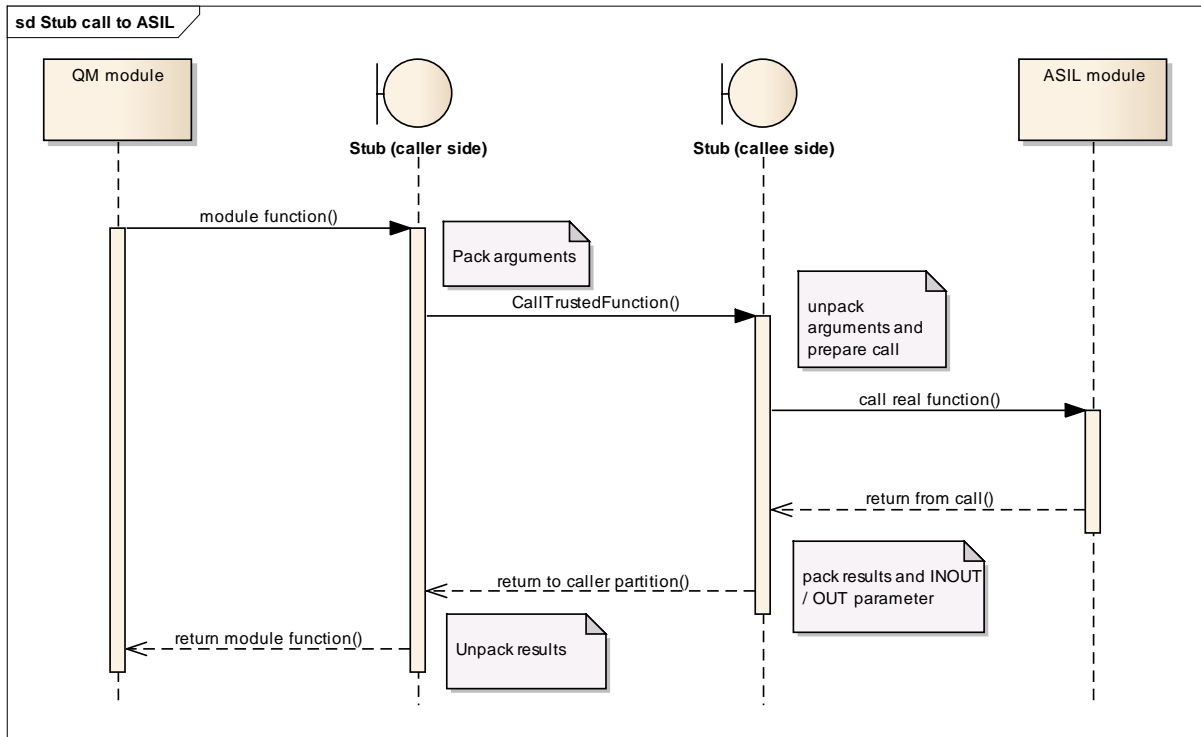 sd Stub call to ASIL
QM module
Stub (caller side)
Stub (callee side)
ASIL module
module function()
Pack arguments
CallTrustedFunction()
unpack
arguments and
prepare call
call real function()
return from call()
pack results and INOUT
/ OUT parameter
return to caller partition()
return module function()
Unpack results